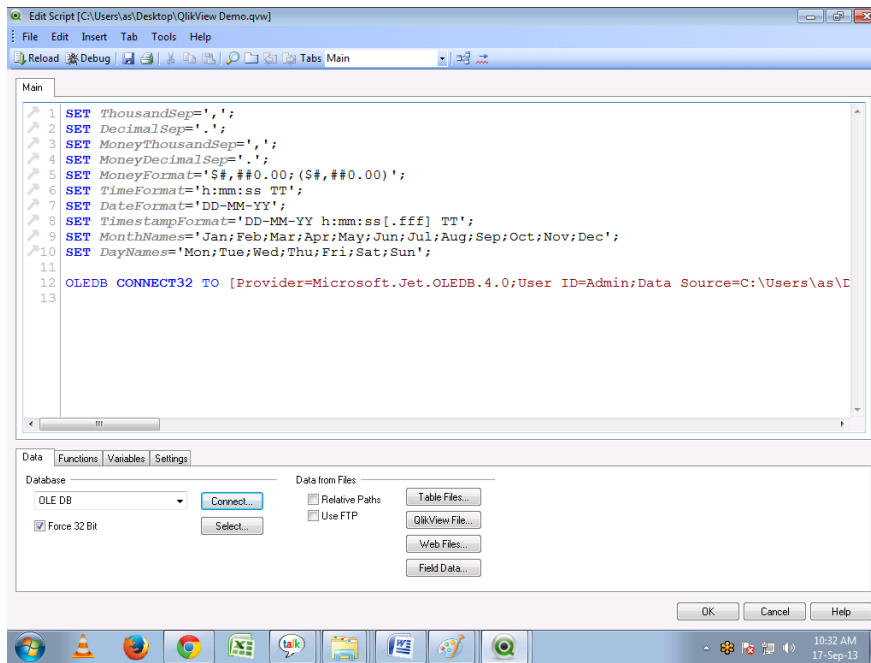 Edit Script [C:\Users\as\Desktop\QlikView Demo.qvw]
File Edit Insert Tab Tools Help
Reload Debug Tabs Main
Main
1 SET ThousandSep=',';
2 SET DecimalSep='.';
3 SET MoneyThousandSep=',';
4 SET MoneyDecimalSep='.';
5 SET MoneyFormat='$#,##0.00;($#,##0.00)';
6 SET TimeFormat='h:mm:ss TT';
7 SET DateFormat='DD-MM-YY';
8 SET TimestampFormat='DD-MM-YY h:mm:ss[.fff] TT';
9 SET MonthNames='Jan;Feb;Mar;Apr;May;Jun;Jul;Aug;Sep;Oct;Nov;Dec';
10 SET DayNames='Mon;Tue;Wed;Thu;Fri;Sat;Sun';
11
12 OLEDB CONNECT32 TO [Provider=Microsoft.Jet.OLEDB.4.0;User ID=Admin;Data Source=C:\Users\as\D
13
Data Functions Variables Settings
Database Data from Files
OLE DB Connect... Relative Paths Table Files...
Force 32 Bit Select... Use FTP QlikView File...
Web Files...
Field Data...
OK Cancel Help
talk
10:32 AM
17-Sep-13